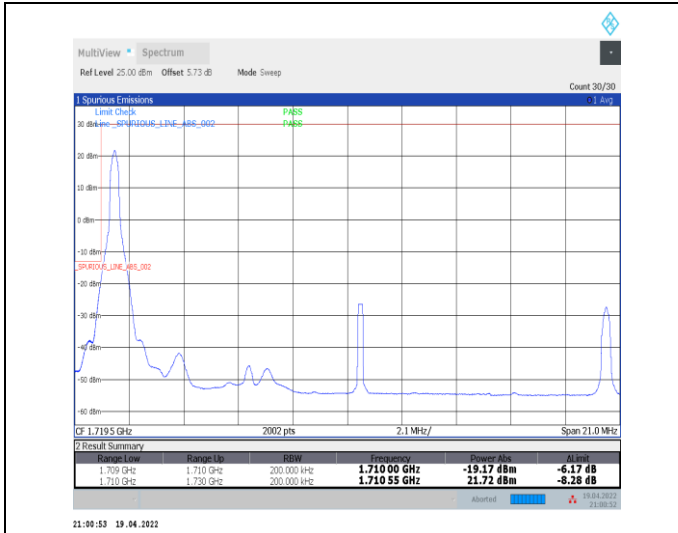 MultiView * Spectrum
Ref Level 25.00 dBm Offset 5.73 dB Mode Sweep
Count 30/30
1 Spurious Emissions 1 Avg
Limit Check PASS
30 dBm Line _SPURIOUS_LINE_ABS_002 PASS
20 dBm
10 dBm
0 dBm
-10 dBm
_SPURIOUS_LINE_ABS_002
-20 dBm
-30 dBm
-40 dBm
-50 dBm
-60 dBm
CF 1.7195 GHz 2002 pts 2.1 MHz/ Span 21.0 MHz
2 Result Summary
Range Low Range Up RBW Frequency Power Abs ΔLimit
1.709 GHz 1.710 GHz 200.000 kHz 1.710 00 GHz -19.17 dBm -6.17 dB
1.710 GHz 1.730 GHz 200.000 kHz 1.710 55 GHz 21.72 dBm -8.28 dB
Aborted 19.04.2022
21:00:52
21:00:53 19.04.2022